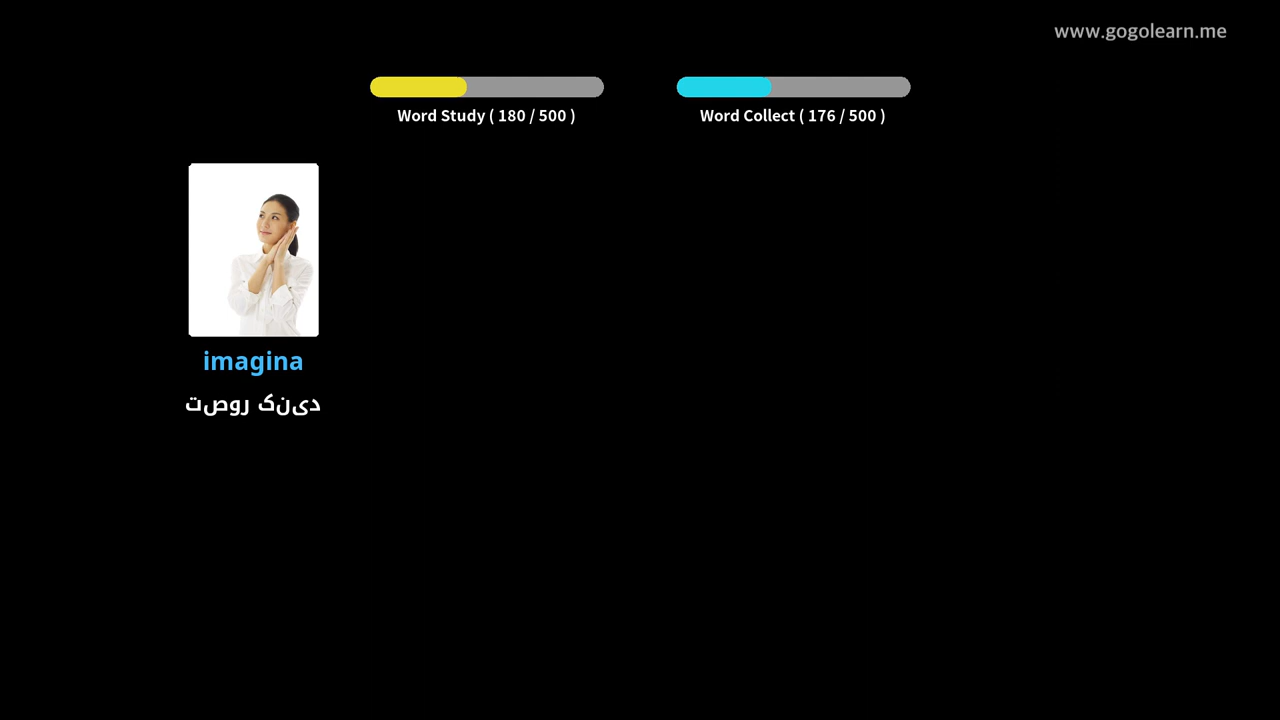 www.gogolearn.me
Word Study ( 180 / 500 )
Word Collect ( 176 / 500 )
imagina
تصور کنید